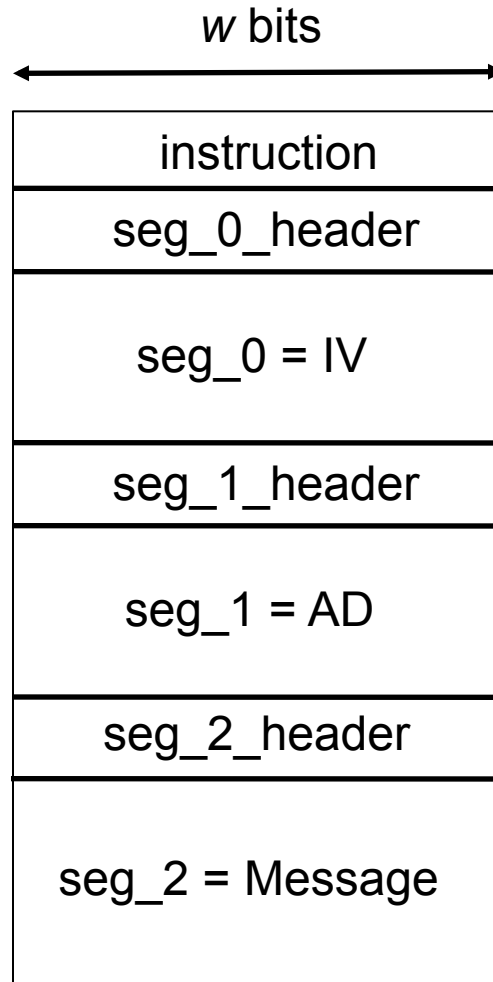 w bits
instruction
seg_0_header
seg_0 = IV
seg_1_header
seg_1 = AD
seg_2_header
seg_2 = Message